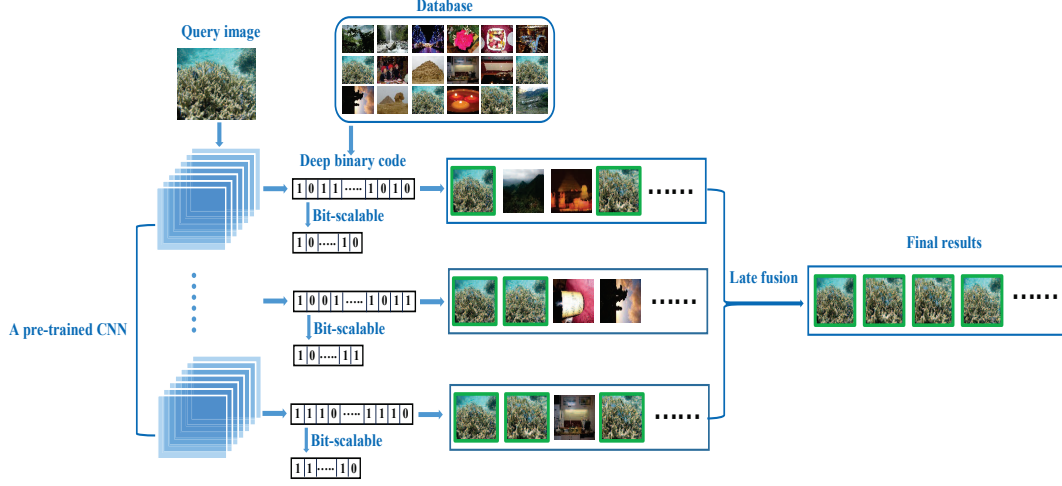 Database
Query image
Deep binary code
1 0 1 1 ..... 1 0 1 0
......
Bit-scalable
1 0 ..... 1 0
Final results
Late fusion
1 0 0 1 ..... 1 0 1 1
......
......
A pre-trained CNN
Bit-scalable
1 0 ..... 1 1
1 1 1 0 ..... 1 1 1 0
......
Bit-scalable
1 1 ..... 1 0